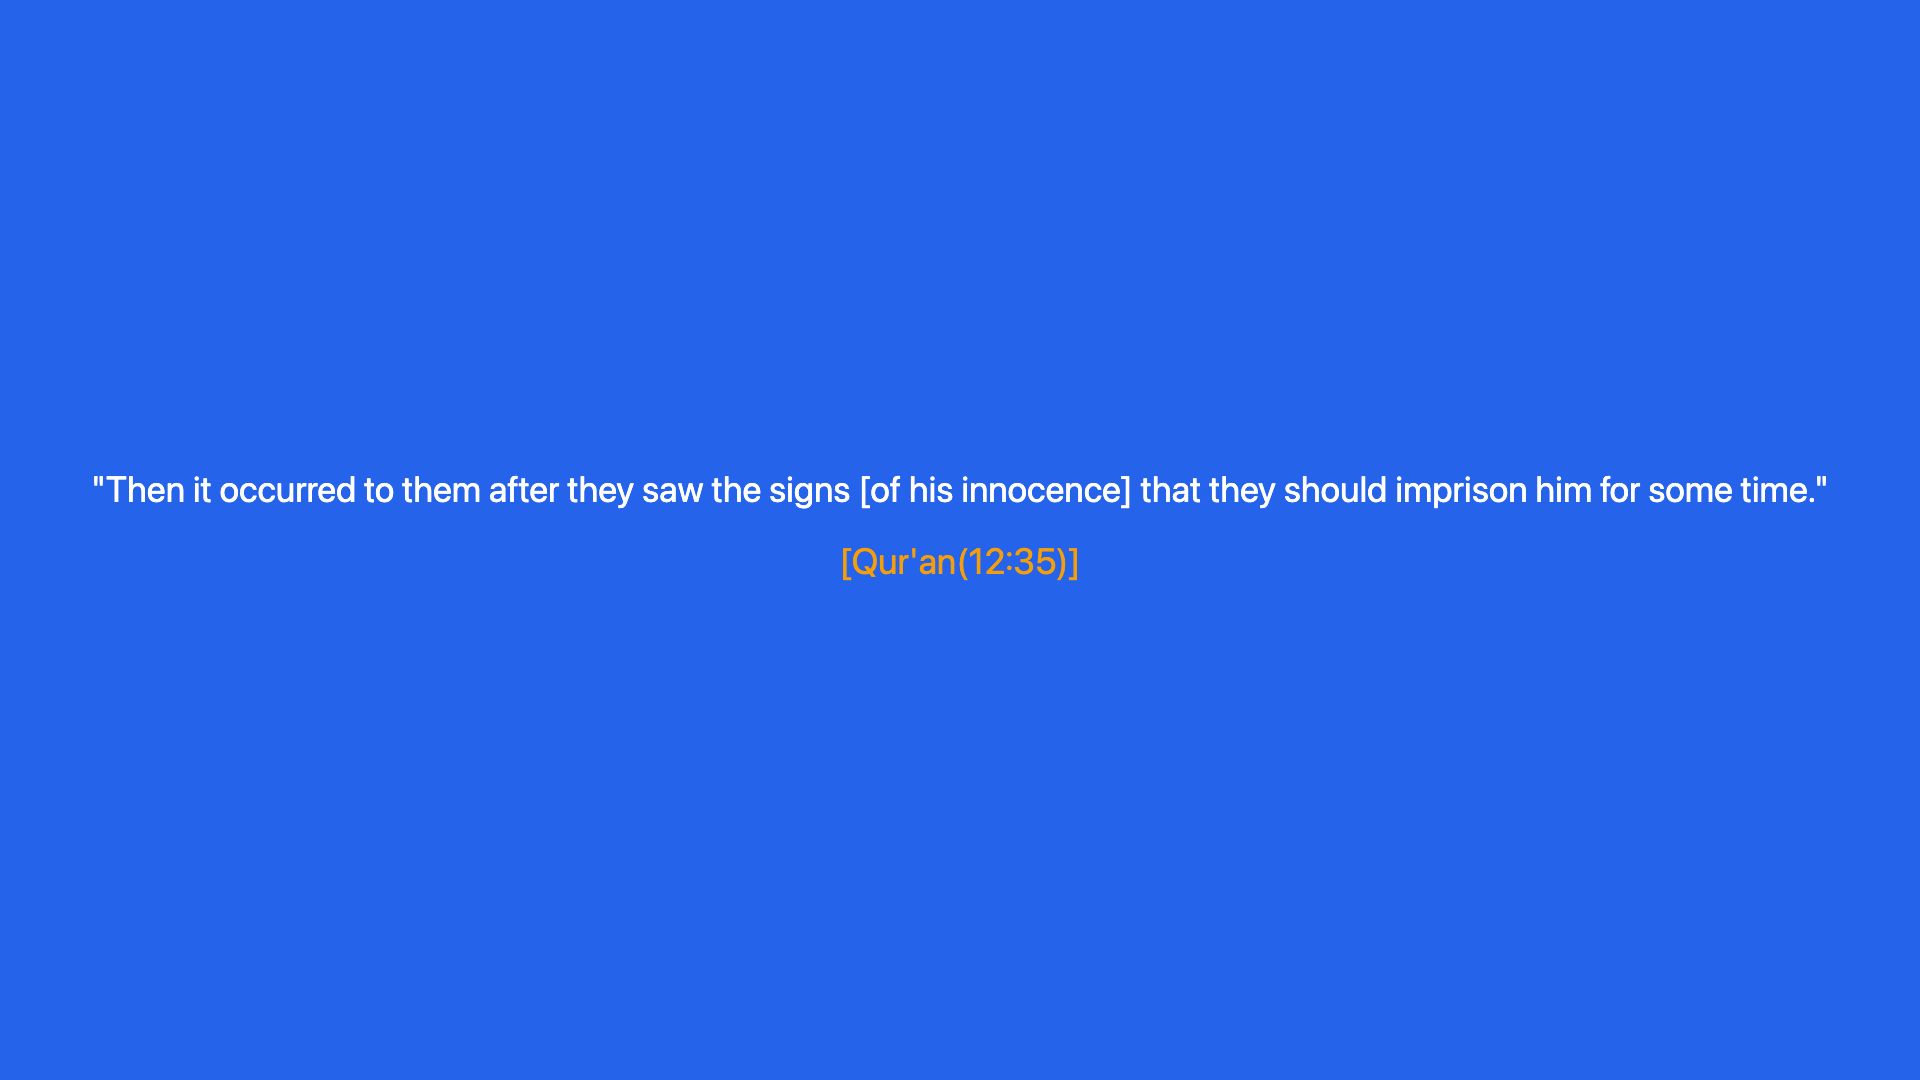 "Then it occurred to them after they saw the signs [of his innocence] that they should imprison him for some time."
[Qur'an(12:35)]